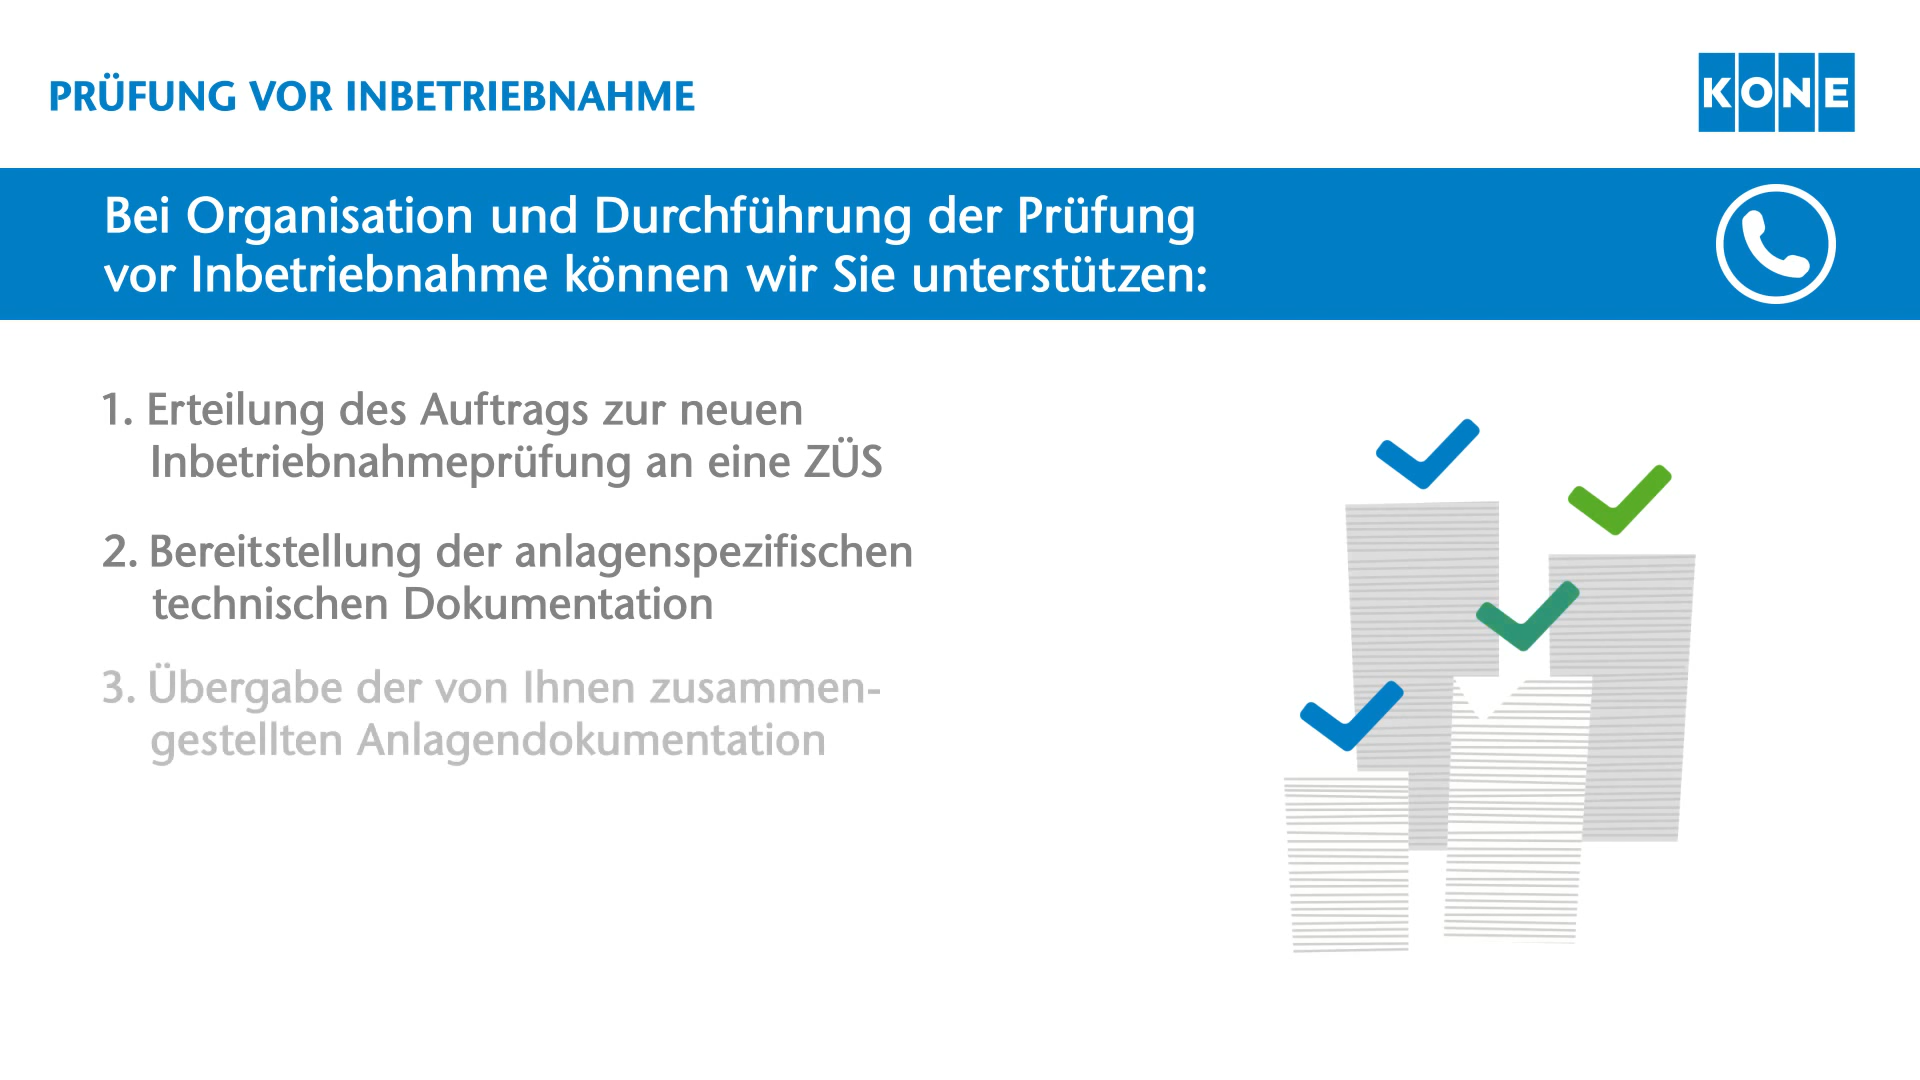 PRÜFUNG VOR INBETRIEBNAHME
KONE
Bei Organisation und Durchführung der Prüfung
vor Inbetriebnahme können wir Sie unterstützen:
1. Erteilung des Auftrags zur neuen
Inbetriebnahmeprüfung an eine ZÜS
2. Bereitstellung der anlagenspezifischen
technischen Dokumentation
3. Übergabe der von Ihnen zusammen-
gestellten Anlagendokumentation